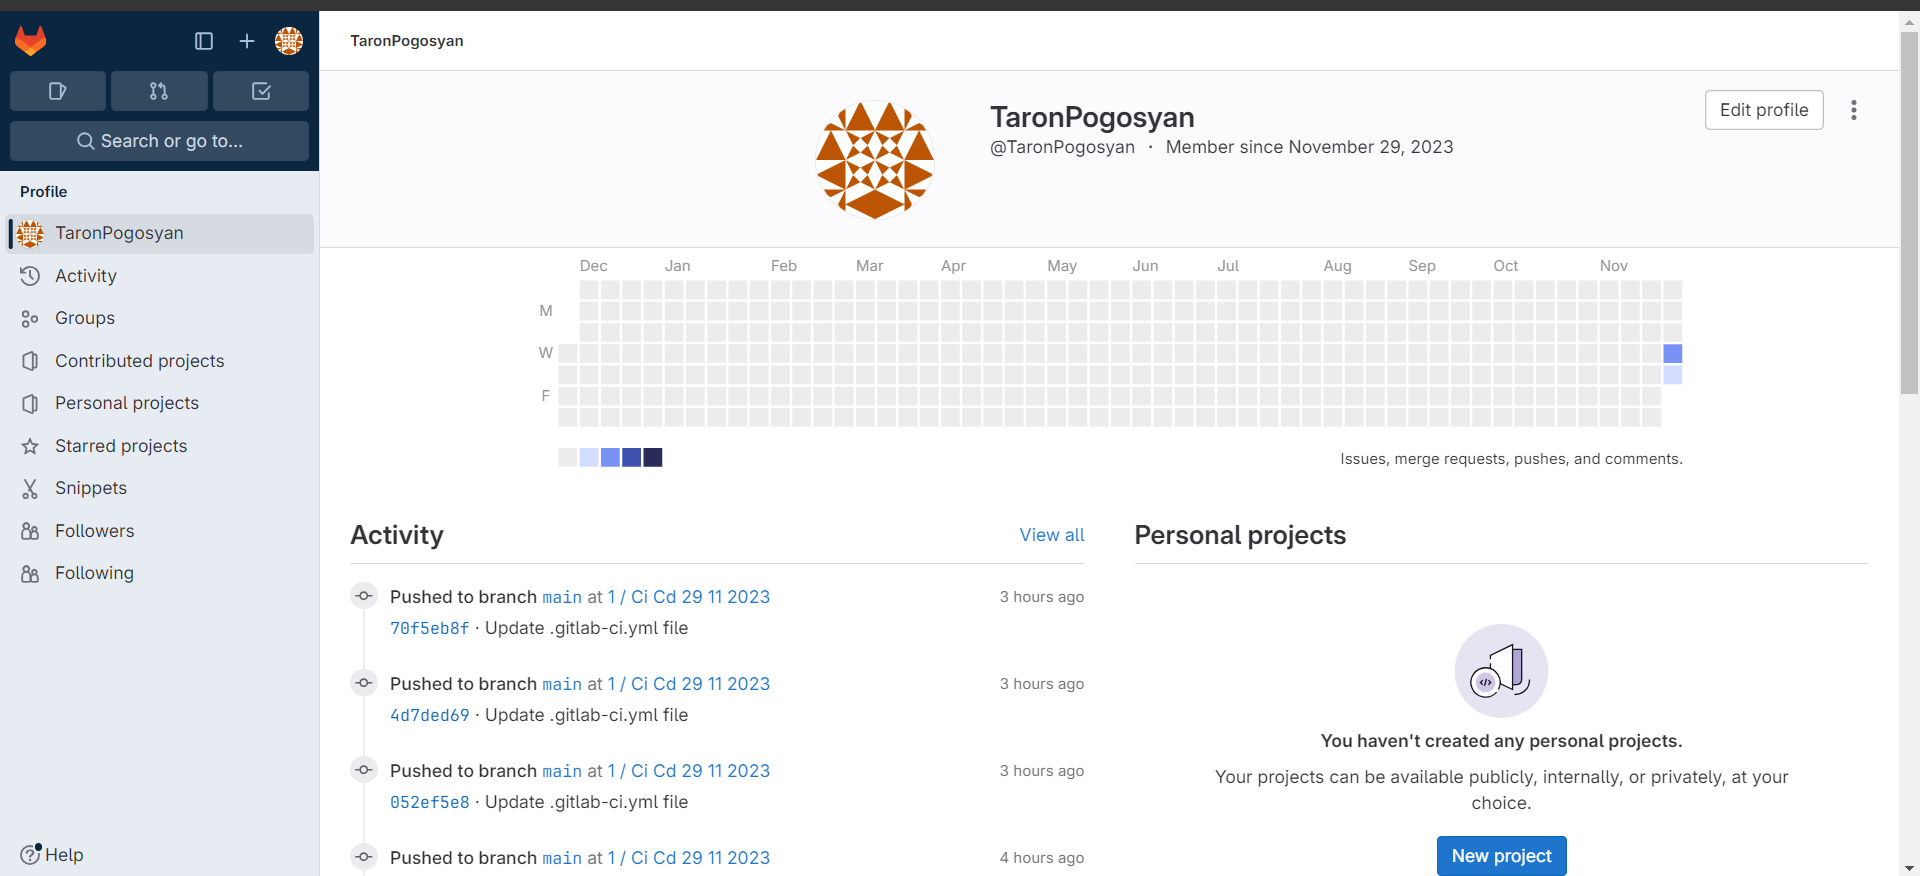 TaronPogosyan
Search or go to...
Profile
TaronPogosyan
Activity
Groups
Contributed projects
Personal projects
Starred projects
Snippets
Followers
Following
Help
TaronPogosyan
@TaronPogosyan · Member since November 29, 2023
Edit profile
Dec Jan Feb Mar Apr May Jun Jul Aug Sep Oct Nov
M
W
F
Issues, merge requests, pushes, and comments.
Activity
View all
Pushed to branch main at 1 / Ci Cd 29 11 2023 3 hours ago
70f5eb8f · Update .gitlab-ci.yml file
Pushed to branch main at 1 / Ci Cd 29 11 2023 3 hours ago
4d7ded69 · Update .gitlab-ci.yml file
Pushed to branch main at 1 / Ci Cd 29 11 2023 3 hours ago
052ef5e8 · Update .gitlab-ci.yml file
Pushed to branch main at 1 / Ci Cd 29 11 2023 4 hours ago
Personal projects
You haven't created any personal projects.
Your projects can be available publicly, internally, or privately, at your
choice.
New project